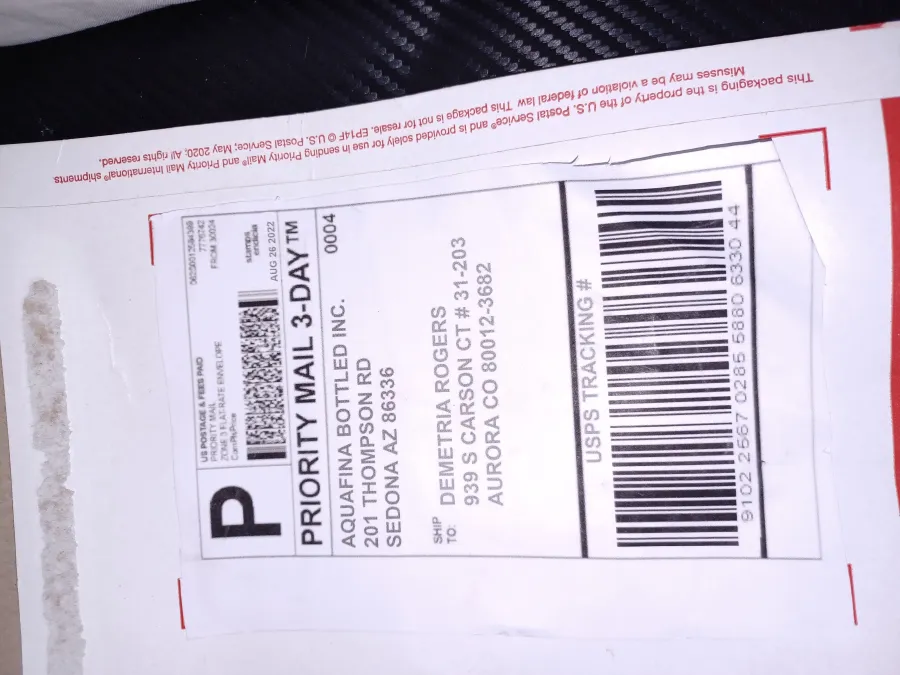 This packaging is the property of the U.S. Postal Service® and is provided solely for use in sending Priority Mail® and Priority Mail International® shipments.
Misuses may be a violation of federal law. This package is not for resale. EP14F © U.S. Postal Service; May 2020; All rights reserved.
P
US POSTAGE & FEES PAID
PRIORITY MAIL
ZONE 3 FLAT-RATE ENVELOPE
ComPlsPrice
7776742
FROM 30004
stamps
endicia
AUG 26 2022
PRIORITY MAIL 3-DAY™
AQUAFINA BOTTLED INC.
0004
201 THOMPSON RD
SEDONA AZ 86336
SHIP
TO:
DEMETRIA ROGERS
939 S CARSON CT # 31-203
AURORA CO 80012-3682
USPS TRACKING #
9102 2567 0285 5880 6330 44